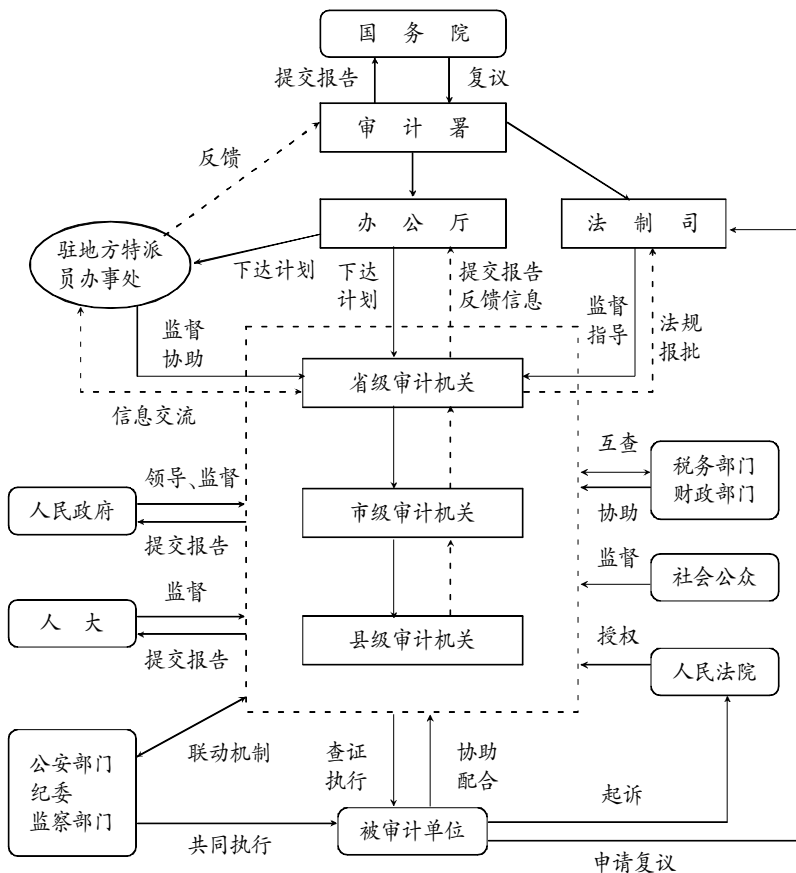 国务院
提交报告
复议
审计署
反馈
办公厅
法制司
驻地方特派
员办事处
下达计划
下达
计划
提交报告
反馈信息
监督
指导
法规
报批
监督
协助
省级审计机关
信息交流
互查
税务部门
财政部门
协助
领导、监督
人民政府
提交报告
市级审计机关
监督
社会公众
监督
人大
提交报告
县级审计机关
授权
人民法院
公安部门
纪委
监察部门
联动机制
查证
执行
协助
配合
起诉
共同执行
被审计单位
申请复议